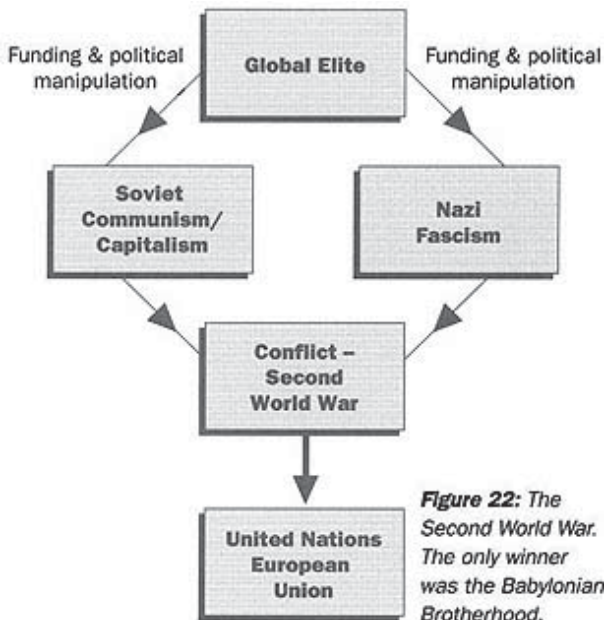 Funding & political
manipulation
Global Elite
Funding & political
manipulation
Soviet
Communism/
Capitalism
Nazi
Fascism
Conflict –
Second
World War
United Nations
European
Union
Figure 22: The
Second World War.
The only winner
was the Babylonian
Brotherhood.